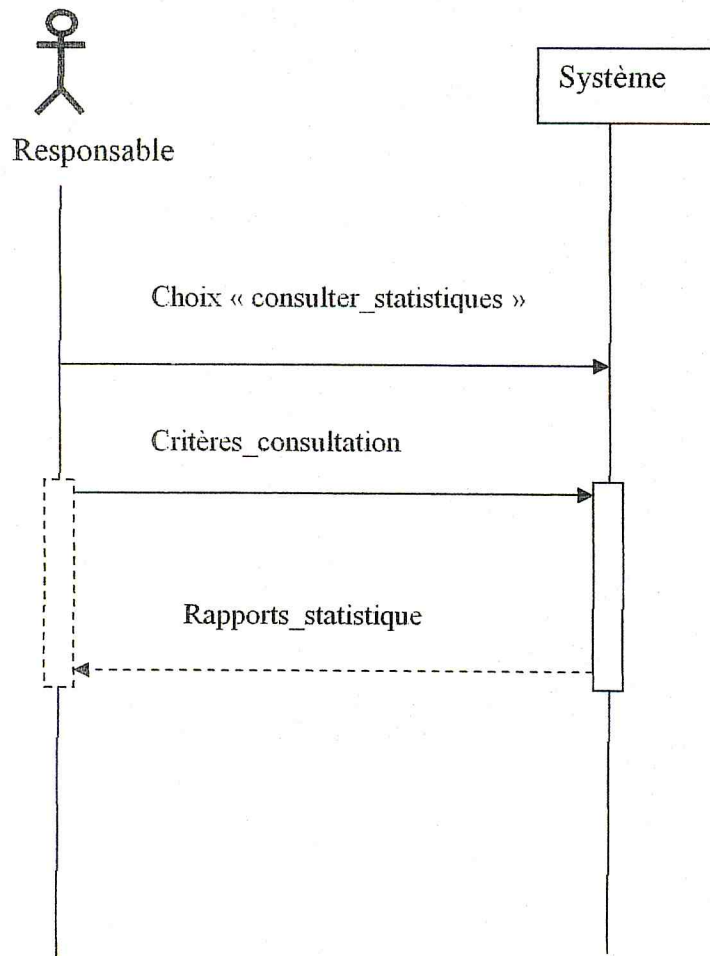 Système
Responsable
Choix « consulter_statistiques »
Critères_consultation
Rapports_statistique